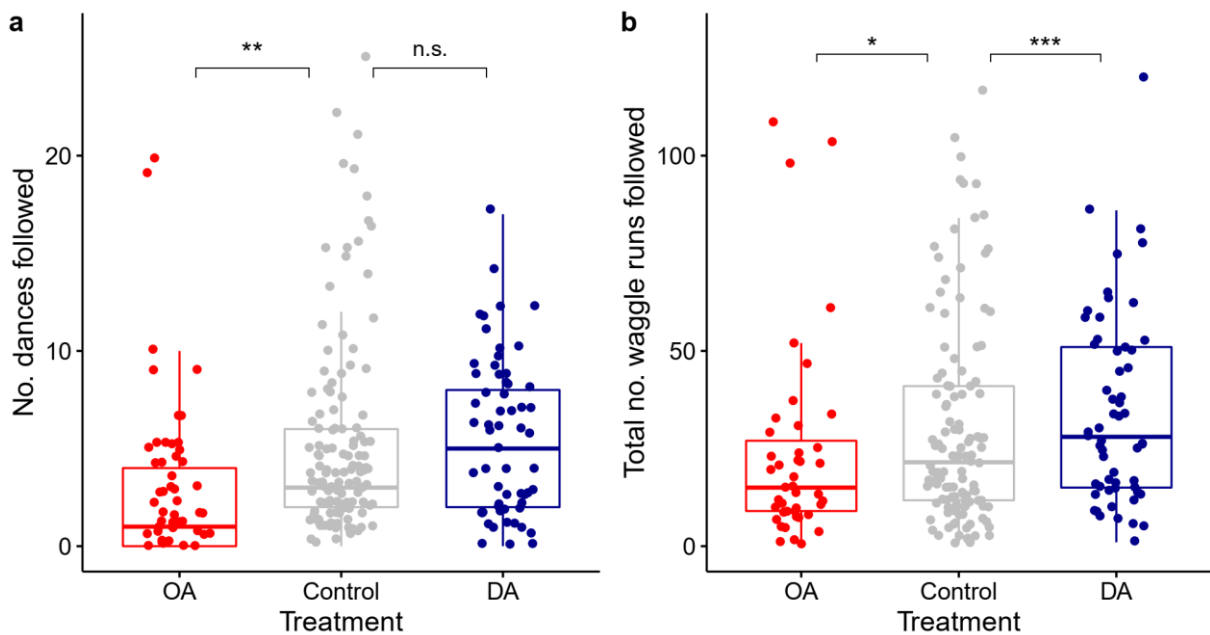 a
**
n.s.
No. dances followed
20
10
0
OA
Control
DA
Treatment
b
*
***
Total no. waggle runs followed
100
50
0
OA
Control
DA
Treatment